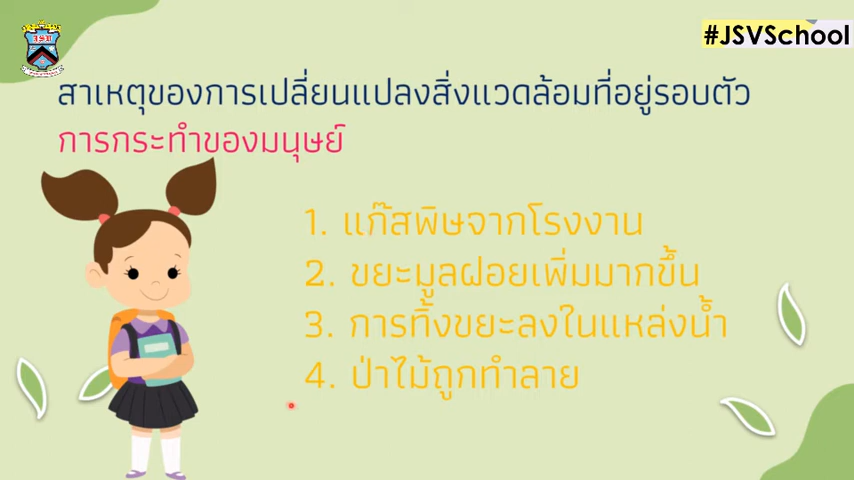 #JSVSchool
JSV
สาเหตุของการเปลี่ยนแปลงสิ่งแวดล้อมที่อยู่รอบตัว
การกระทำของมนุษย์
1. แก๊สพิษจากโรงงาน
2. ขยะมูลฝอยเพิ่มมากขึ้น
3. การทิ้งขยะลงในแหล่งน้ำ
4. ป่าไม้ถูกทำลาย